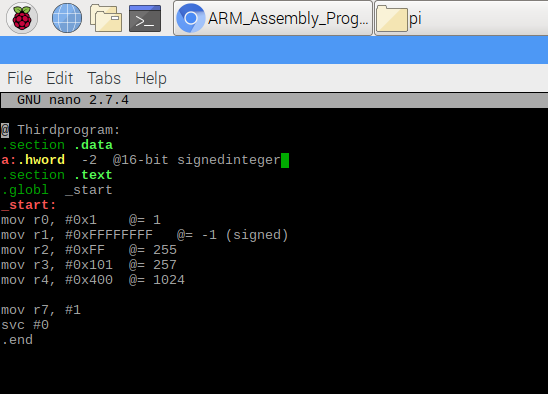 ARM_Assembly_Prog... pi
File Edit Tabs Help
GNU nano 2.7.4
@ Thirdprogram:
.section .data
a:.hword  -2  @16-bit signedinteger
.section .text
.globl  _start
_start:
mov r0, #0x1    @= 1
mov r1, #0xFFFFFFFF   @= -1 (signed)
mov r2, #0xFF   @= 255
mov r3, #0x101  @= 257
mov r4, #0x400  @= 1024
mov r7, #1
svc #0
.end